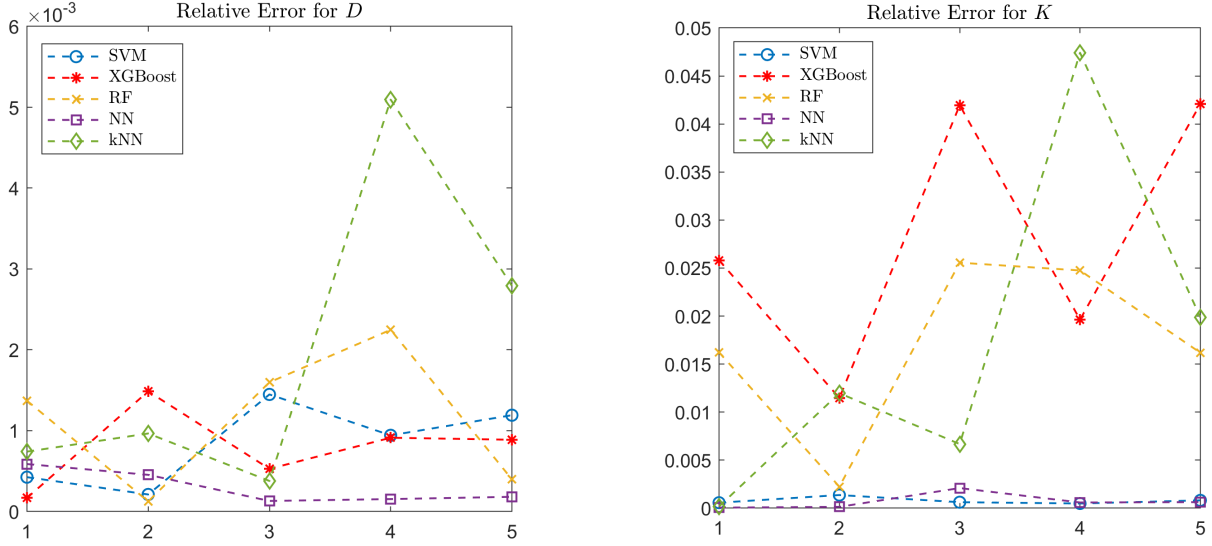 ×10⁻³
Relative Error for D
6
5
4
3
2
1
0
1 2 3 4 5
SVM
XGBoost
RF
NN
kNN
Relative Error for K
0.05
0.045
0.04
0.035
0.03
0.025
0.02
0.015
0.01
0.005
0
1 2 3 4 5
SVM
XGBoost
RF
NN
kNN